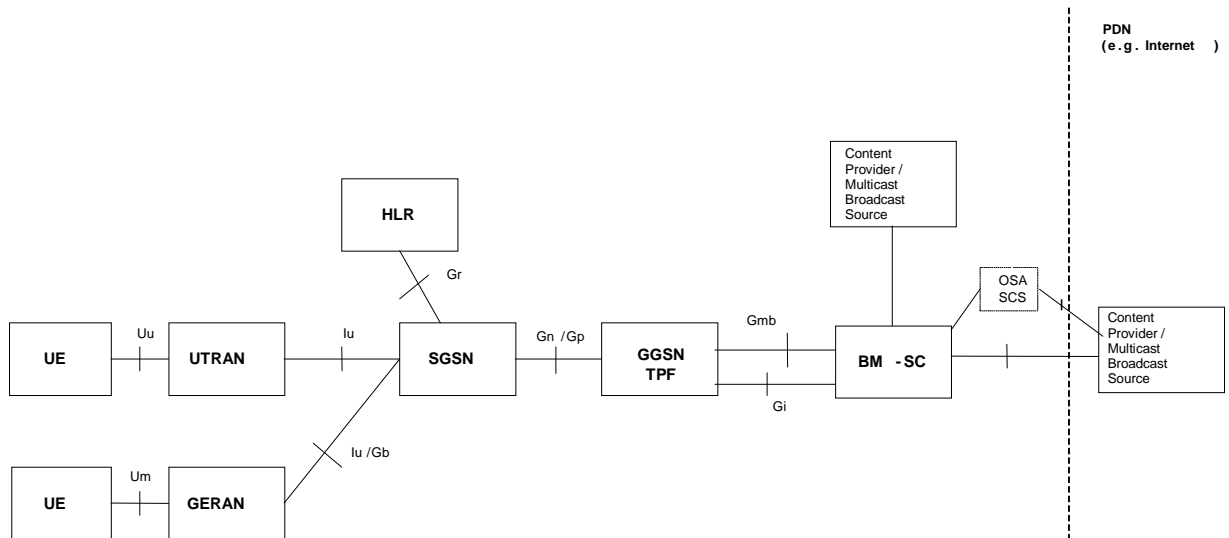 PDN
(e.g. Internet )
Content
Provider /
Multicast
Broadcast
Source
HLR
Gr
OSA
SCS
UE
Uu
UTRAN
Iu
SGSN
Gn /Gp
GGSN
TPF
Gmb
Gi
BM -SC
Content
Provider /
Multicast
Broadcast
Source
Iu /Gb
UE
Um
GERAN